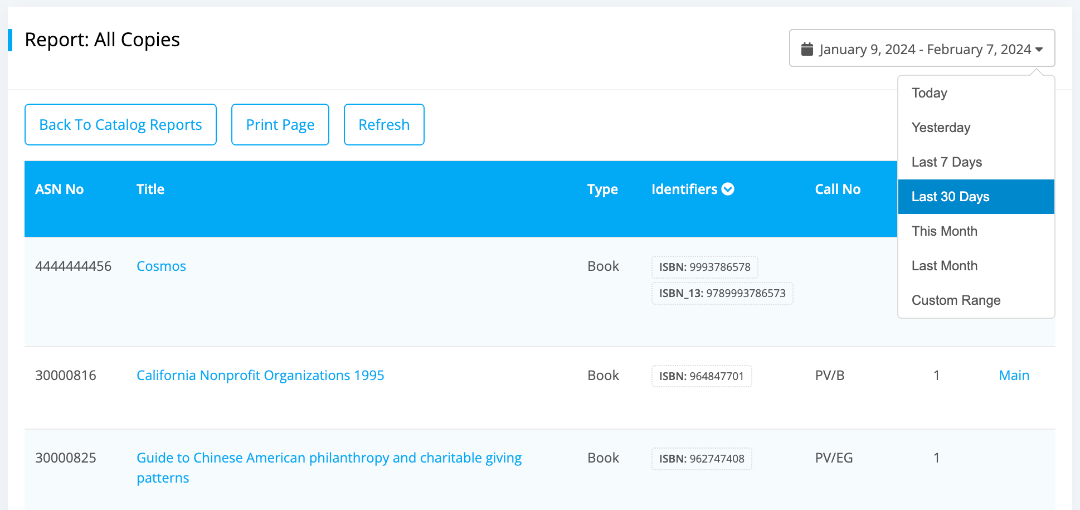 Report: All Copies
January 9, 2024 - February 7, 2024
Today
Yesterday
Last 7 Days
Last 30 Days
This Month
Last Month
Custom Range
Back To Catalog Reports
Print Page
Refresh
ASN No Title Type Identifiers Call No
4444444456 Cosmos Book ISBN: 9993786578
ISBN_13: 9789993786573
30000816 California Nonprofit Organizations 1995 Book ISBN: 964847701 PV/B 1 Main
30000825 Guide to Chinese American philanthropy and charitable giving Book ISBN: 962747408 PV/EG 1
patterns